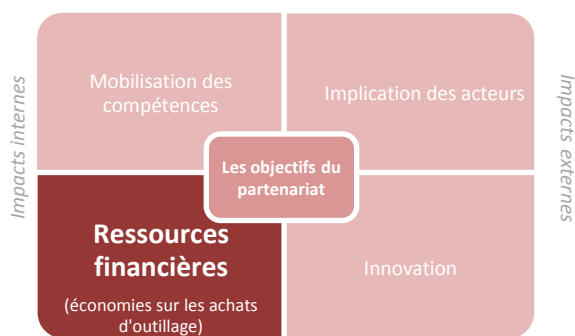 Impacts internes
Mobilisation des
compétences
Implication des acteurs
Impacts externes
Les objectifs du
partenariat
Ressources
financières
(économies sur les achats
d'outillage)
Innovation